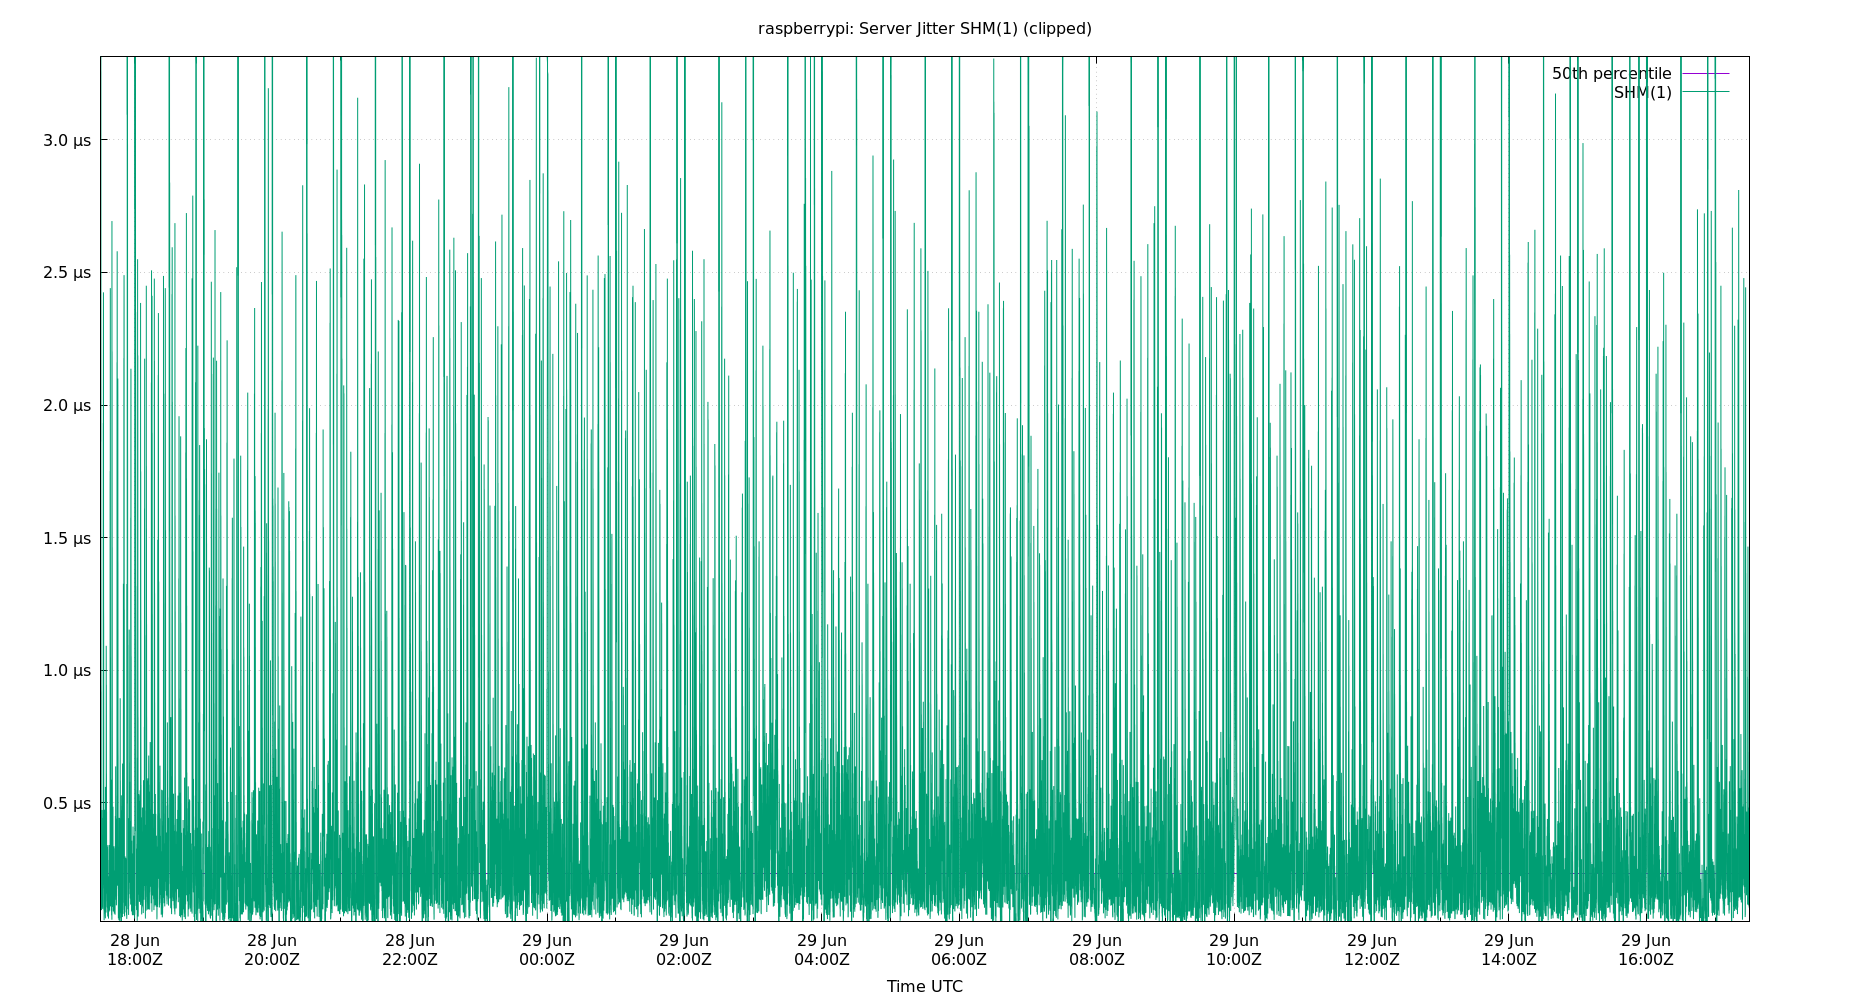 raspberrypi: Server Jitter SHM(1) (clipped)
50th percentile
SHM(1)
3.0 µs
2.5 µs
2.0 µs
1.5 µs
1.0 µs
0.5 µs
28 Jun 28 Jun 28 Jun 29 Jun 29 Jun 29 Jun 29 Jun 29 Jun 29 Jun 29 Jun 29 Jun 29 Jun
18:00Z 20:00Z 22:00Z 00:00Z 02:00Z 04:00Z 06:00Z 08:00Z 10:00Z 12:00Z 14:00Z 16:00Z
Time UTC